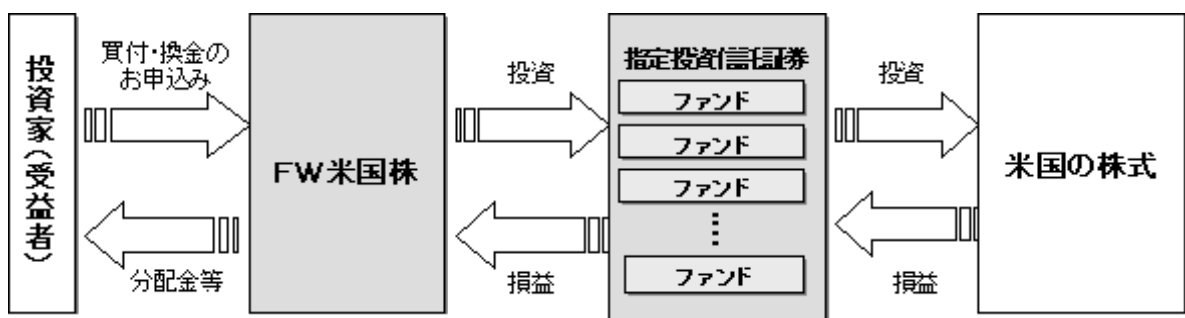 投資家（受益者）
買付･換金の
お申込み
分配金等
FW米国株
投資
損益
指定投資信託証券
ファンド
ファンド
ファンド
ファンド
投資
損益
米国の株式